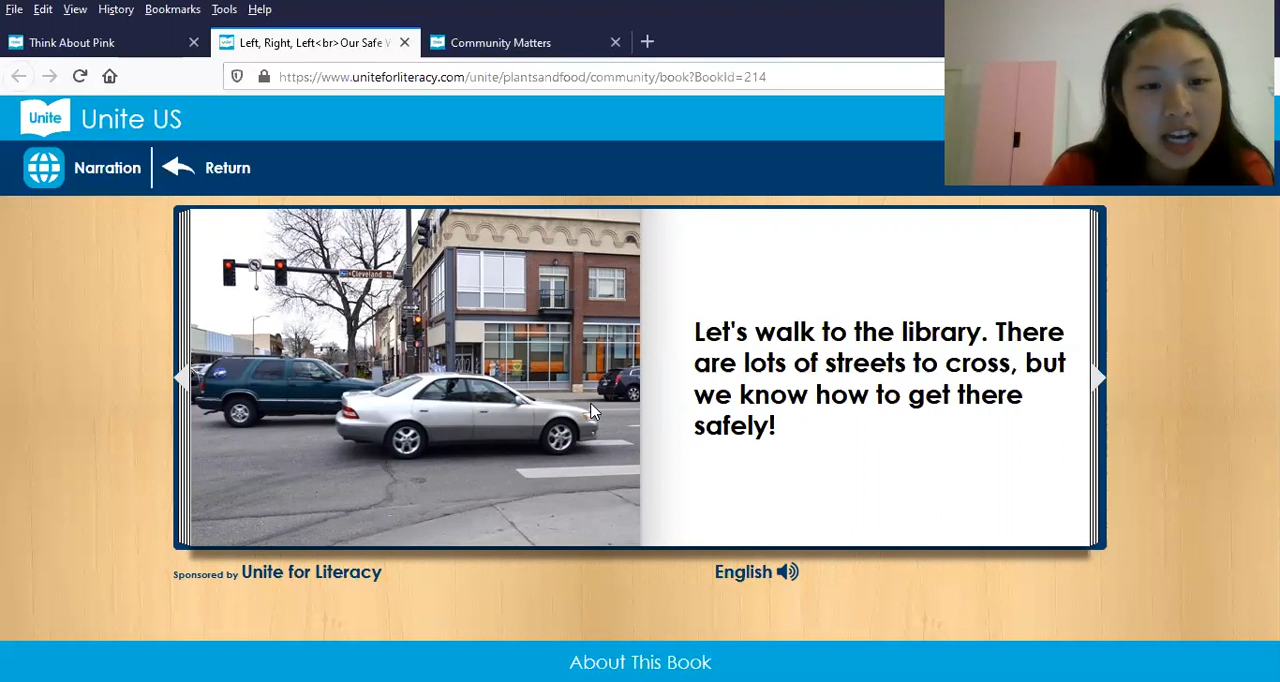 File Edit View History Bookmarks Tools Help
Think About Pink
Left, Right, Left<br>Our Safe W
Community Matters
https://www.uniteforliteracy.com/unite/plantsandfood/community/book?BookId=214
Unite Unite US
Narration Return
Cleveland
Let's walk to the library. There
are lots of streets to cross, but
we know how to get there
safely!
Sponsored by Unite for Literacy
English
About This Book